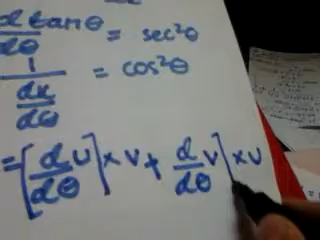 d tanθ / dθ = sec²θ
1 / (dx/dθ) = cos²θ
= [d/dθ u] × v + d/dθ v] × u